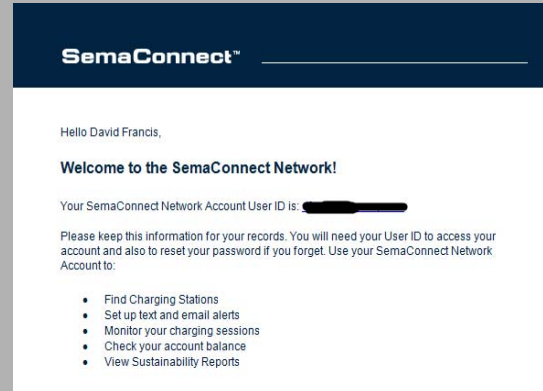 SemaConnect™
Hello David Francis,
Welcome to the SemaConnect Network!
Your SemaConnect Network Account User ID is:
Please keep this information for your records. You will need your User ID to access your
account and also to reset your password if you forget. Use your SemaConnect Network
Account to:
• Find Charging Stations
• Set up text and email alerts
• Monitor your charging sessions
• Check your account balance
• View Sustainability Reports